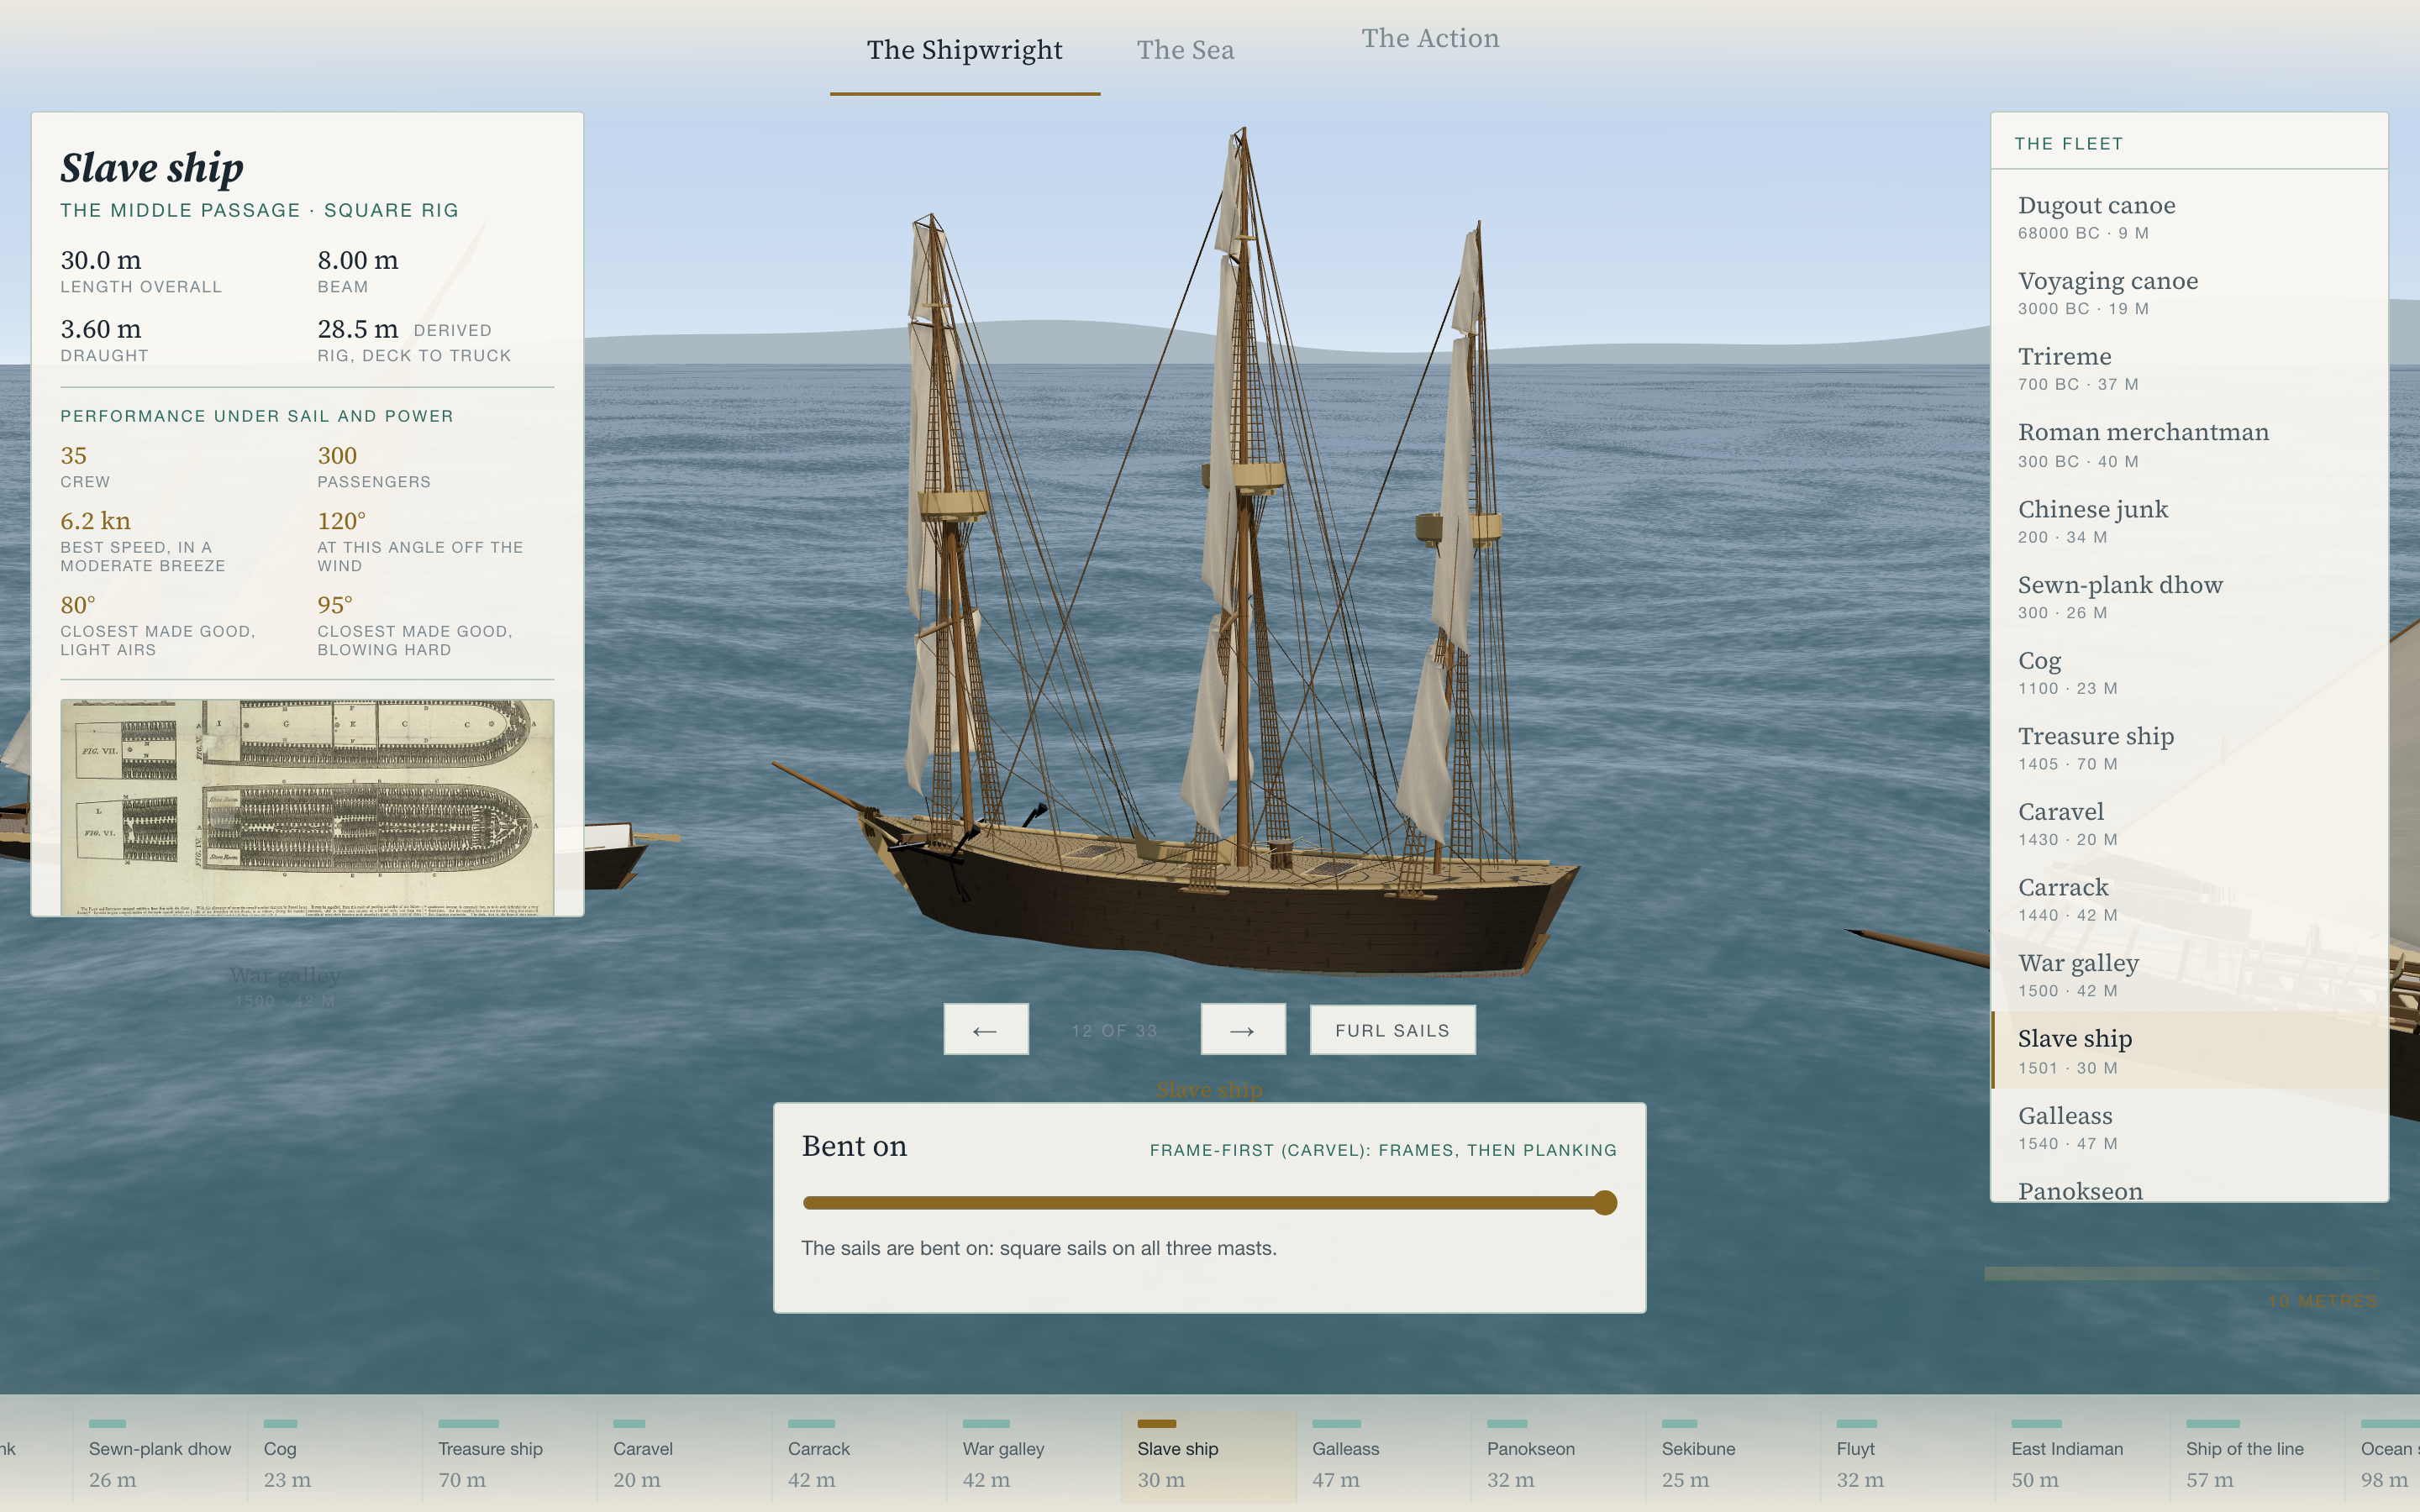 The Shipwright
The Sea
The Action
Slave ship
THE MIDDLE PASSAGE · SQUARE RIG
30.0 m
LENGTH OVERALL
8.00 m
BEAM
3.60 m
DRAUGHT
28.5 m DERIVED
RIG, DECK TO TRUCK
PERFORMANCE UNDER SAIL AND POWER
35
CREW
300
PASSENGERS
6.2 kn
BEST SPEED, IN A
MODERATE BREEZE
120°
AT THIS ANGLE OFF THE
WIND
80°
CLOSEST MADE GOOD,
LIGHT AIRS
95°
CLOSEST MADE GOOD,
BLOWING HARD
FIG. VII.
FIG. VI.
Store Room
Store Room
War galley
1500 · 42 M
←
12 OF 33
→
FURL SAILS
Slave ship
Bent on
FRAME-FIRST (CARVEL): FRAMES, THEN PLANKING
The sails are bent on: square sails on all three masts.
THE FLEET
Dugout canoe
68000 BC · 9 M
Voyaging canoe
3000 BC · 19 M
Trireme
700 BC · 37 M
Roman merchantman
300 BC · 40 M
Chinese junk
200 · 34 M
Sewn-plank dhow
300 · 26 M
Cog
1100 · 23 M
Treasure ship
1405 · 70 M
Caravel
1430 · 20 M
Carrack
1440 · 42 M
War galley
1500 · 42 M
Slave ship
1501 · 30 M
Galleass
1540 · 47 M
Panokseon
10 METRES
nk
Sewn-plank dhow
26 m
Cog
23 m
Treasure ship
70 m
Caravel
20 m
Carrack
42 m
War galley
42 m
Slave ship
30 m
Galleass
47 m
Panokseon
32 m
Sekibune
25 m
Fluyt
32 m
East Indiaman
50 m
Ship of the line
57 m
Ocean
98 m